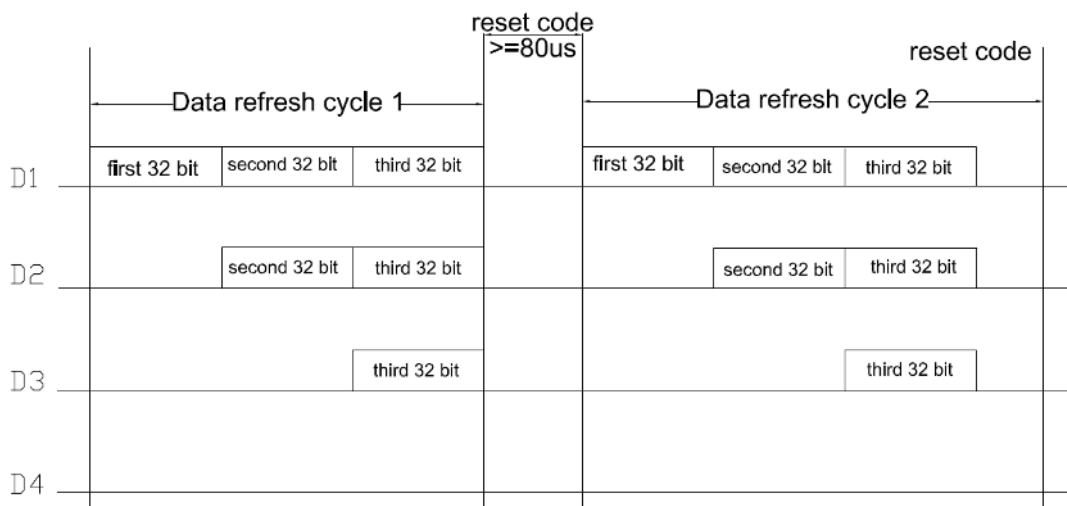 reset code
>=80us
reset code
Data refresh cycle 1
Data refresh cycle 2
D1
first 32 bit
second 32 bit
third 32 bit
first 32 bit
second 32 bit
third 32 bit
D2
second 32 bit
third 32 bit
second 32 bit
third 32 bit
D3
third 32 bit
third 32 bit
D4